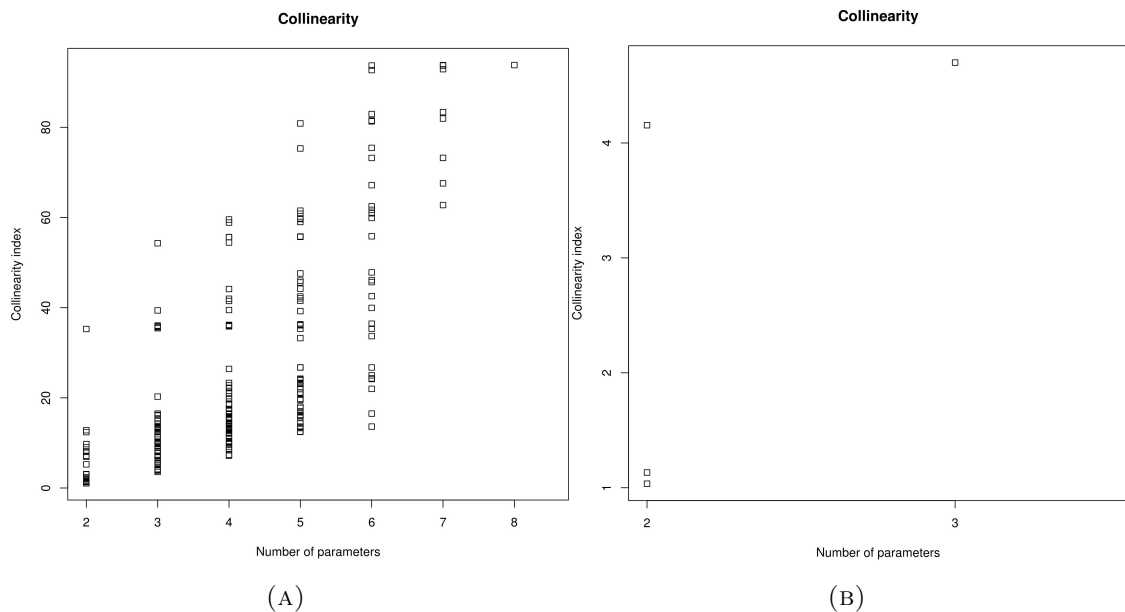 Collinearity
Collinearity index
80
60
40
20
0
2 3 4 5 6 7 8
Number of parameters
(A)
Collinearity
Collinearity index
4
3
2
1
2 3
Number of parameters
(B)